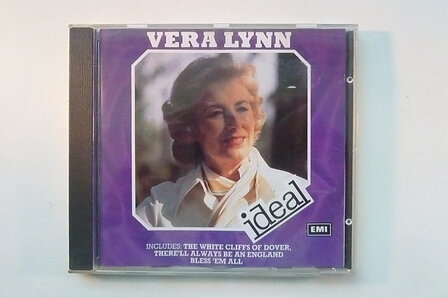 VERA LYNN
ideal
EMI
INCLUDES: THE WHITE CLIFFS OF DOVER,
THERE'LL ALWAYS BE AN ENGLAND
BLESS 'EM ALL